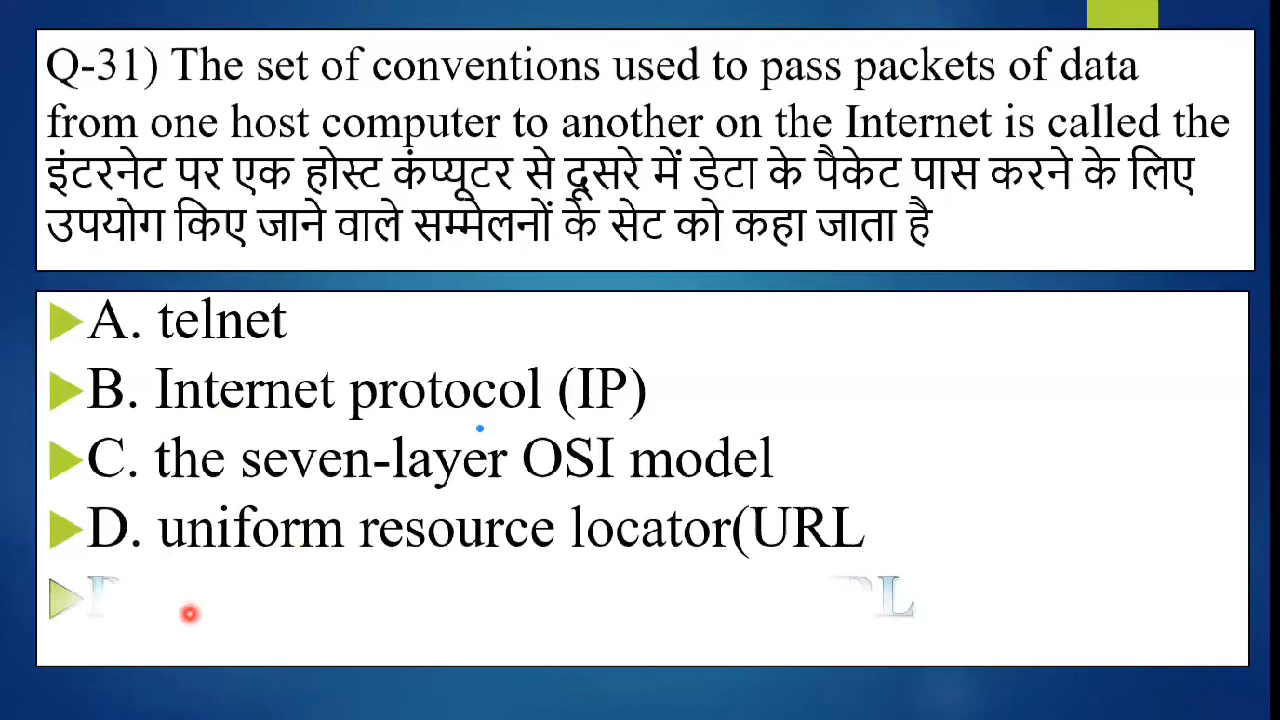 Q-31) The set of conventions used to pass packets of data
from one host computer to another on the Internet is called the
इंटरनेट पर एक होस्ट कंप्यूटर से दूसरे में डेटा के पैकेट पास करने के लिए
उपयोग किए जाने वाले सम्मेलनों के सेट को कहा जाता है
A. telnet
B. Internet protocol (IP)
C. the seven-layer OSI model
D. uniform resource locator(URL